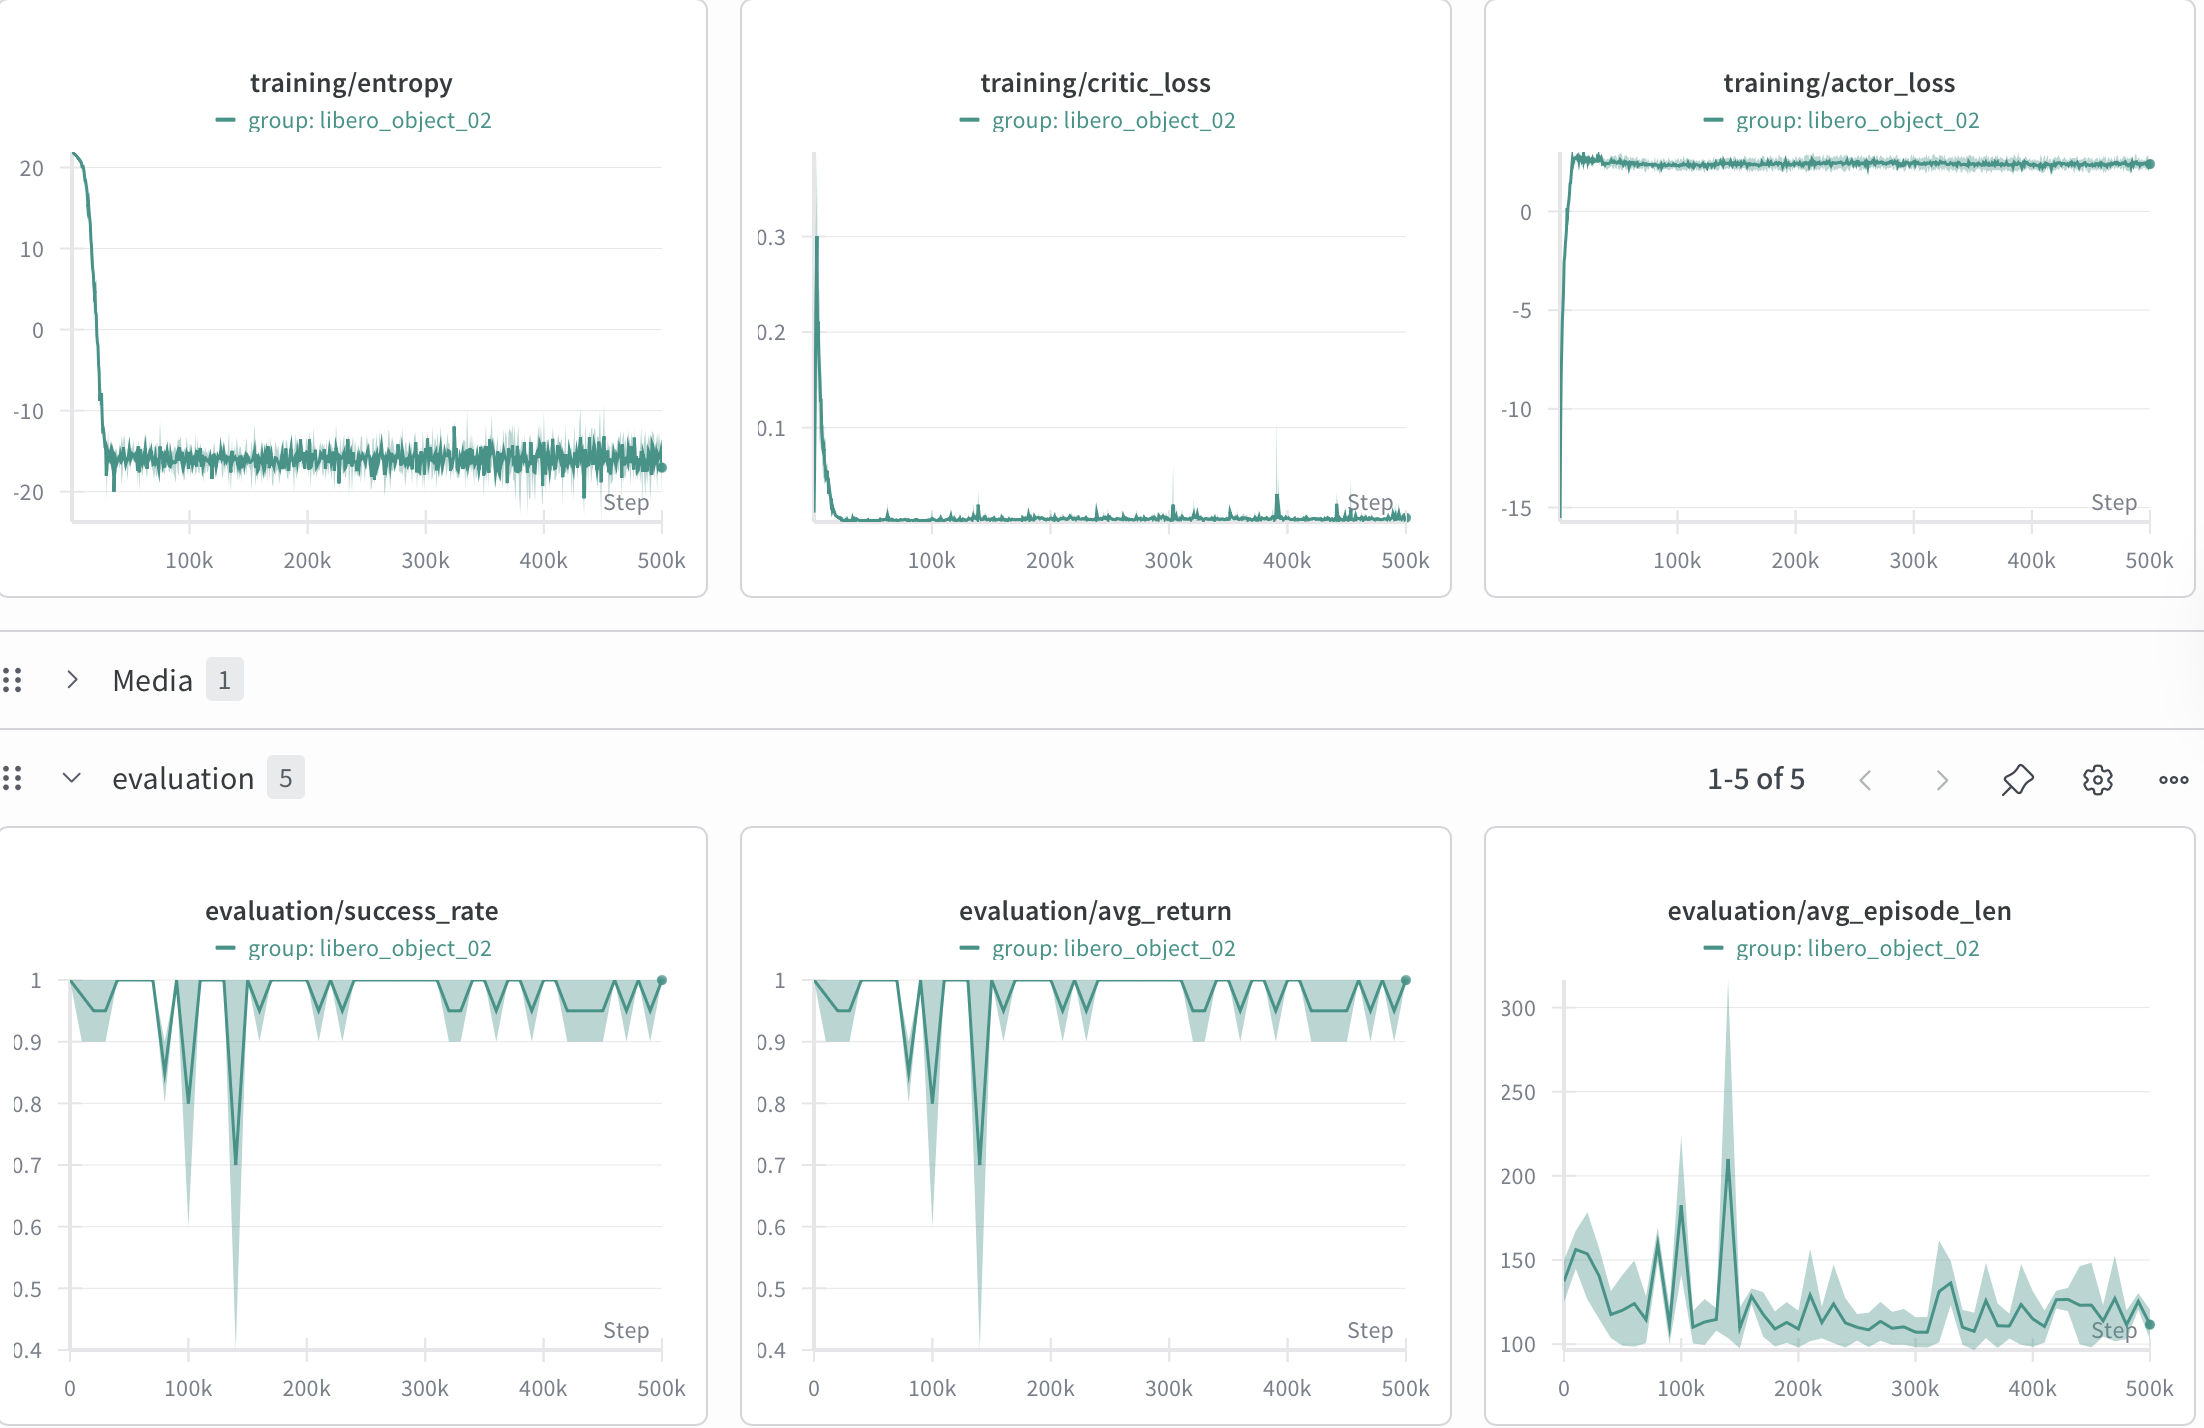 training/entropy
group: libero_object_02
20
10
0
-10
-20
Step
100k 200k 300k 400k 500k
training/critic_loss
group: libero_object_02
0.3
0.2
0.1
Step
100k 200k 300k 400k 500k
training/actor_loss
group: libero_object_02
0
-5
-10
-15
Step
100k 200k 300k 400k 500k
Media 1
evaluation 5
1-5 of 5
evaluation/success_rate
group: libero_object_02
1
0.9
0.8
0.7
0.6
0.5
0.4
Step
0 100k 200k 300k 400k 500k
evaluation/avg_return
group: libero_object_02
1
0.9
0.8
0.7
0.6
0.5
0.4
Step
0 100k 200k 300k 400k 500k
evaluation/avg_episode_len
group: libero_object_02
300
250
200
150
100
Step
0 100k 200k 300k 400k 500k